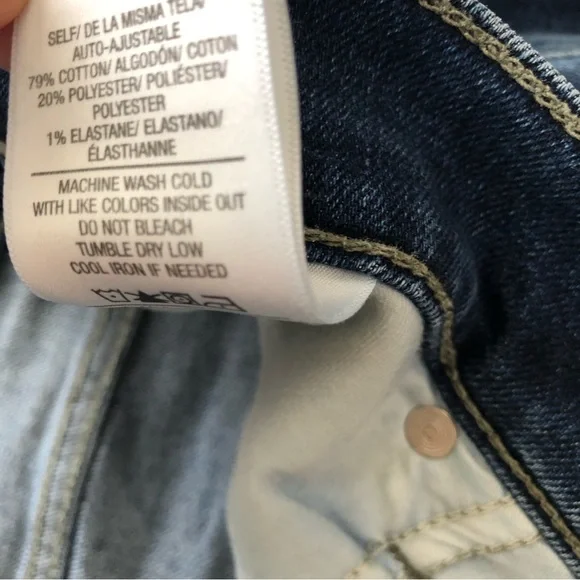 SELF/ DE LA MISMA TELA/
AUTO-AJUSTABLE
79% COTTON/ ALGODÓN/ COTON
20% POLYESTER/ POLIÉSTER/
POLYESTER
1% ELASTANE/ ELASTANO/
ÉLASTHANNE
MACHINE WASH COLD
WITH LIKE COLORS INSIDE OUT
DO NOT BLEACH
TUMBLE DRY LOW
COOL IRON IF NEEDED